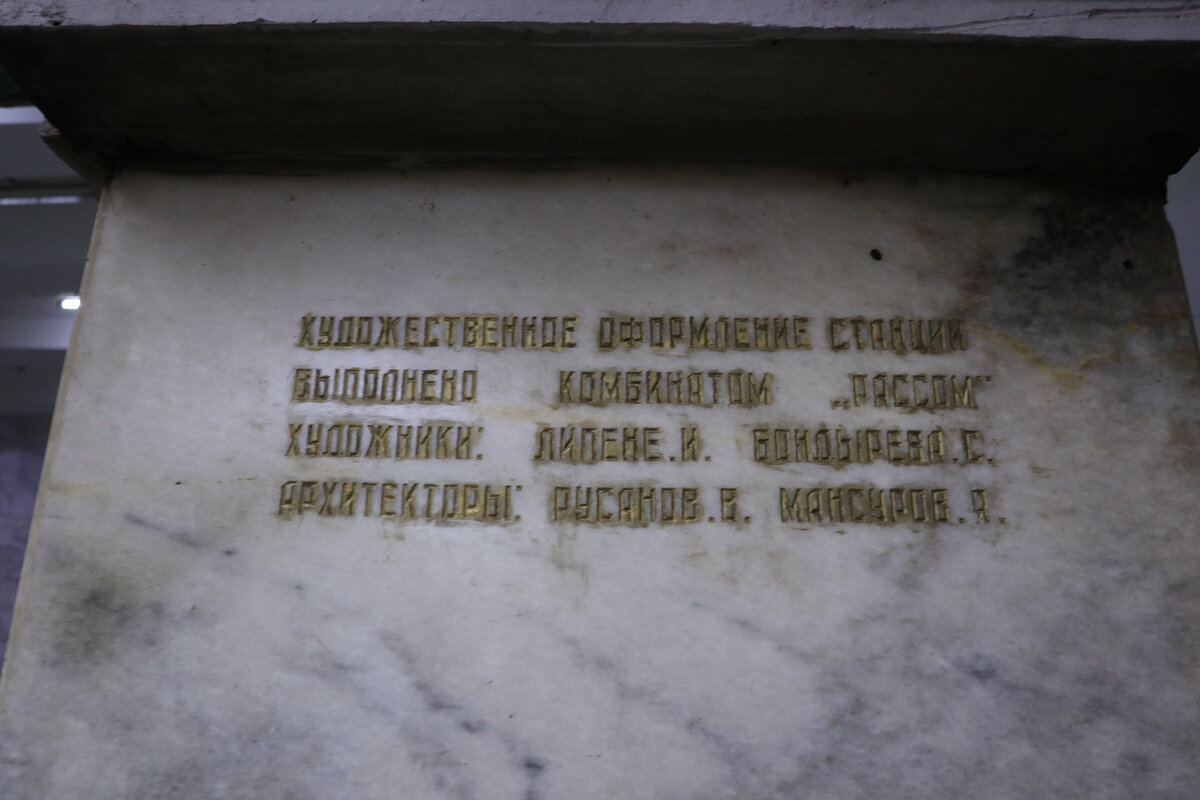 ХУДОЖЕСТВЕННОЕ ОФОРМЛЕНИЕ СТАНЦИИ
ВЫПОЛНЕНО КОМБИНАТОМ „РАССОМ"
ХУДОЖНИКИ: ЛИПЕНЕ.И. БОНДЫРЕВА.С.
АРХИТЕКТОРЫ: РУСАНОВ.В. МАНСУРОВ.Я.